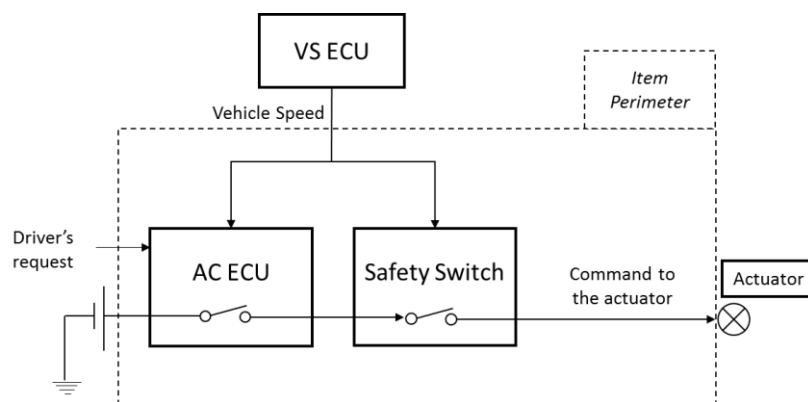 VS ECU
Item
Perimeter
Vehicle Speed
Driver's
request
AC ECU
Safety Switch
Command to
the actuator
Actuator